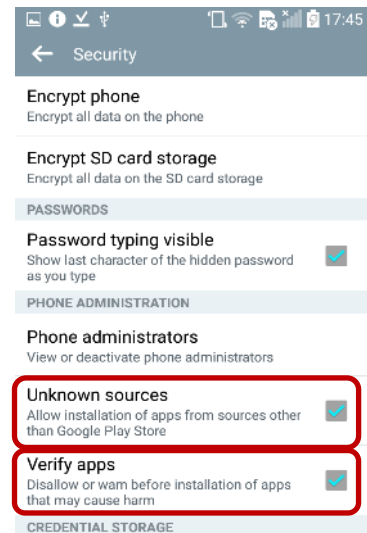 17:45
Security
Encrypt phone
Encrypt all data on the phone
Encrypt SD card storage
Encrypt all data on the SD card storage
PASSWORDS
Password typing visible
Show last character of the hidden password
as you type
PHONE ADMINISTRATION
Phone administrators
View or deactivate phone administrators
Unknown sources
Allow installation of apps from sources other
than Google Play Store
Verify apps
Disallow or warn before installation of apps
that may cause harm
CREDENTIAL STORAGE